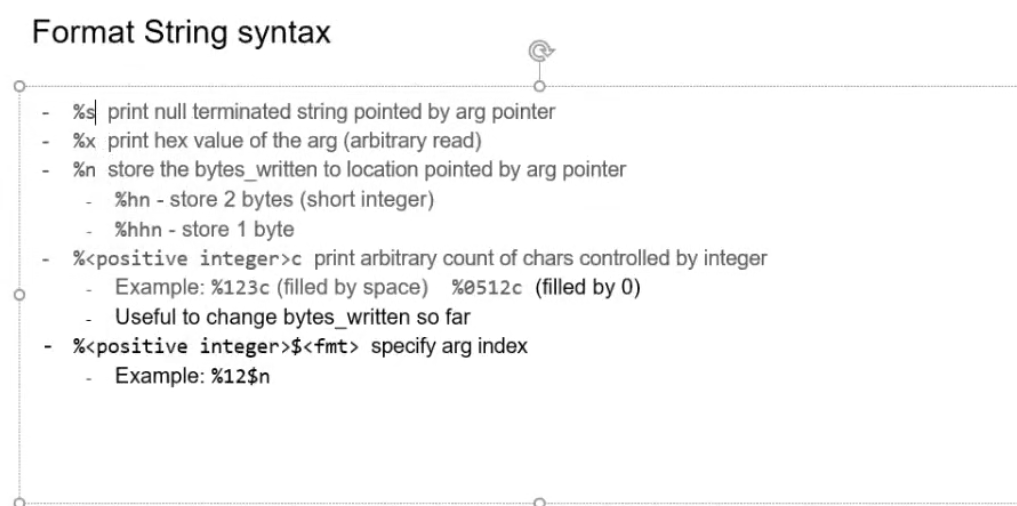 Format String syntax
- %s print null terminated string pointed by arg pointer
- %x print hex value of the arg (arbitrary read)
- %n store the bytes_written to location pointed by arg pointer
- %hn - store 2 bytes (short integer)
- %hhn - store 1 byte
- %<positive integer>c print arbitrary count of chars controlled by integer
- Example: %123c (filled by space) %0512c (filled by 0)
- Useful to change bytes_written so far
- %<positive integer>$<fmt> specify arg index
- Example: %12$n